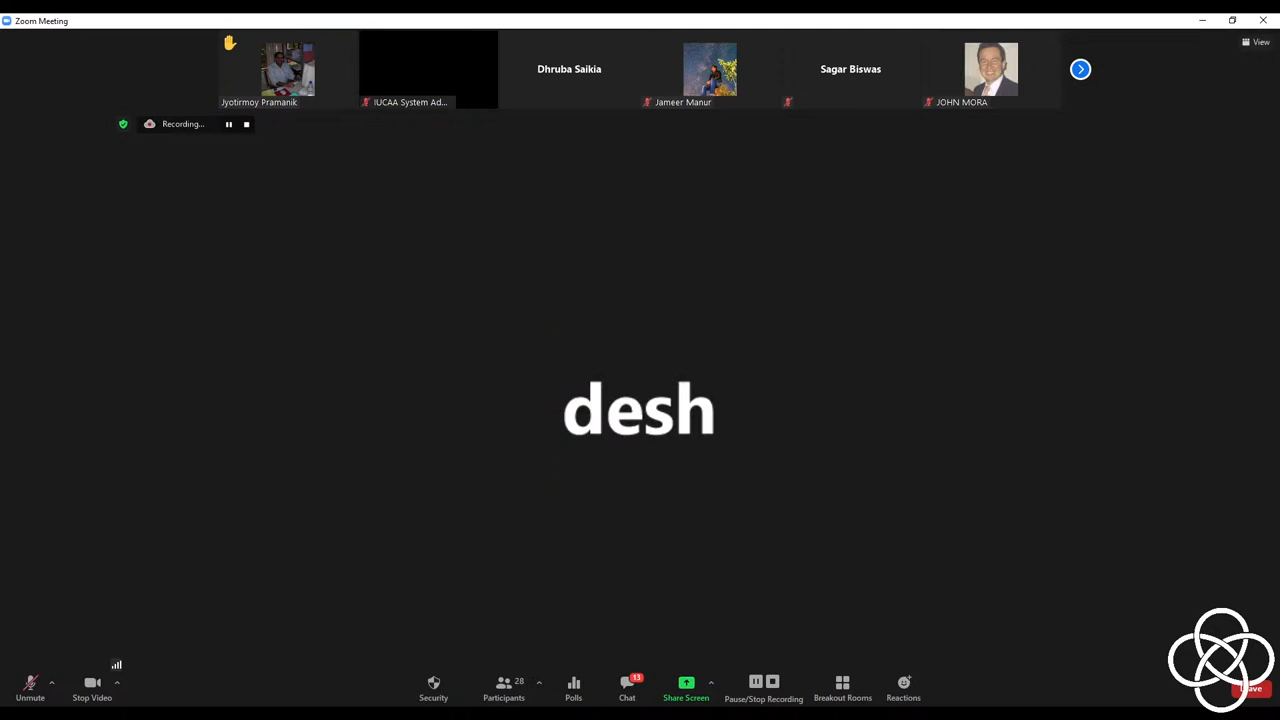 Zoom Meeting
View
Jyotirmoy Pramanik
IUCAA System Ad...
Dhruba Saikia
Jameer Manur
Sagar Biswas
JOHN MORA
Recording...
desh
Unmute
Stop Video
Security
Participants
28
Polls
Chat
13
Share Screen
Pause/Stop Recording
Breakout Rooms
Reactions